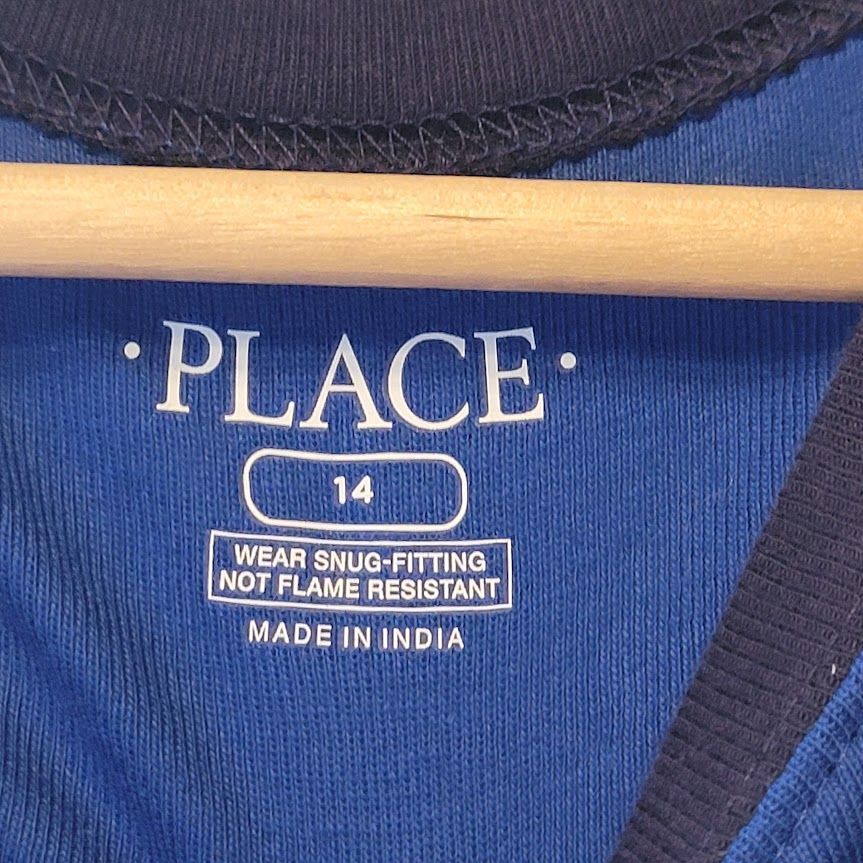 · PLACE ·
14
WEAR SNUG-FITTING
NOT FLAME RESISTANT
MADE IN INDIA